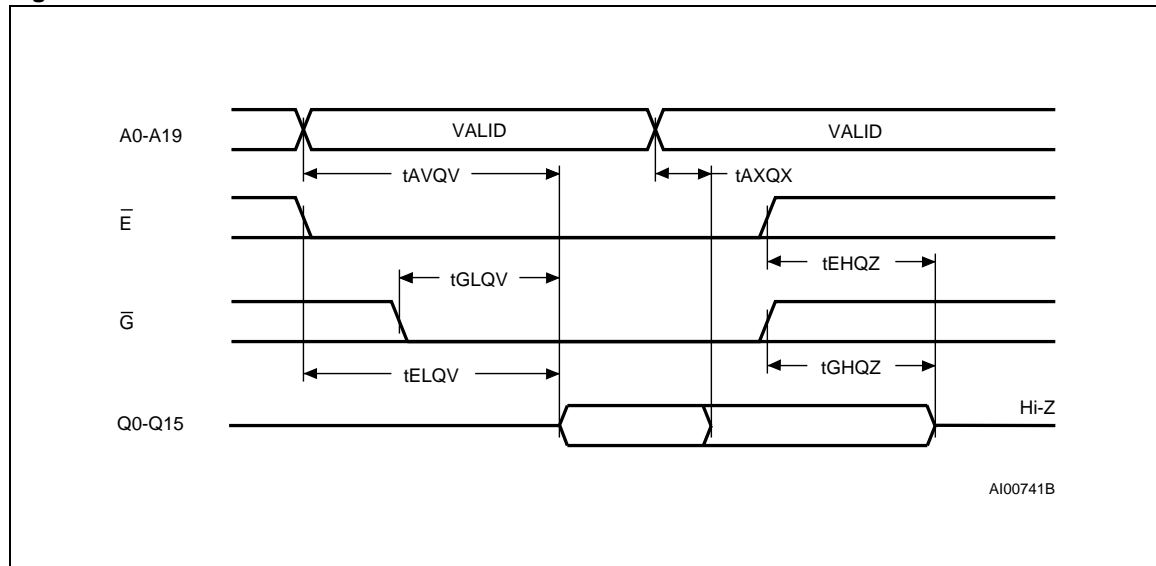 A0-A19
VALID
VALID
tAVQV
tAXQX
E̅
tEHQZ
tGLQV
G̅
tGHQZ
tELQV
Q0-Q15
Hi-Z
AI00741B